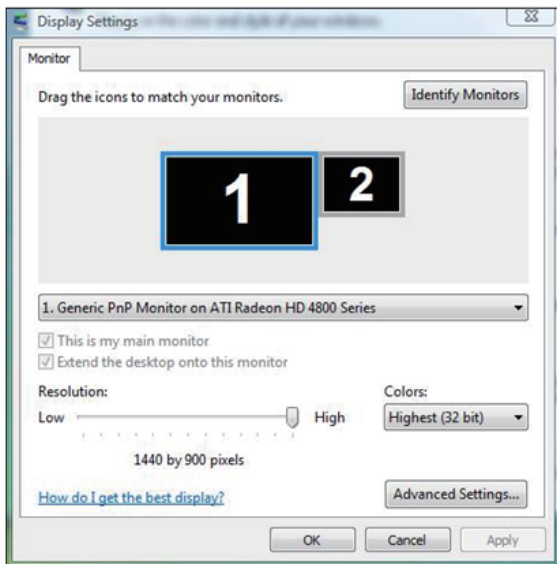 Display Settings
Monitor
Drag the icons to match your monitors.
Identify Monitors
1
2
1. Generic PnP Monitor on ATI Radeon HD 4800 Series
This is my main monitor
Extend the desktop onto this monitor
Resolution:
Colors:
Low
High
Highest (32 bit)
1440 by 900 pixels
How do I get the best display?
Advanced Settings...
OK
Cancel
Apply